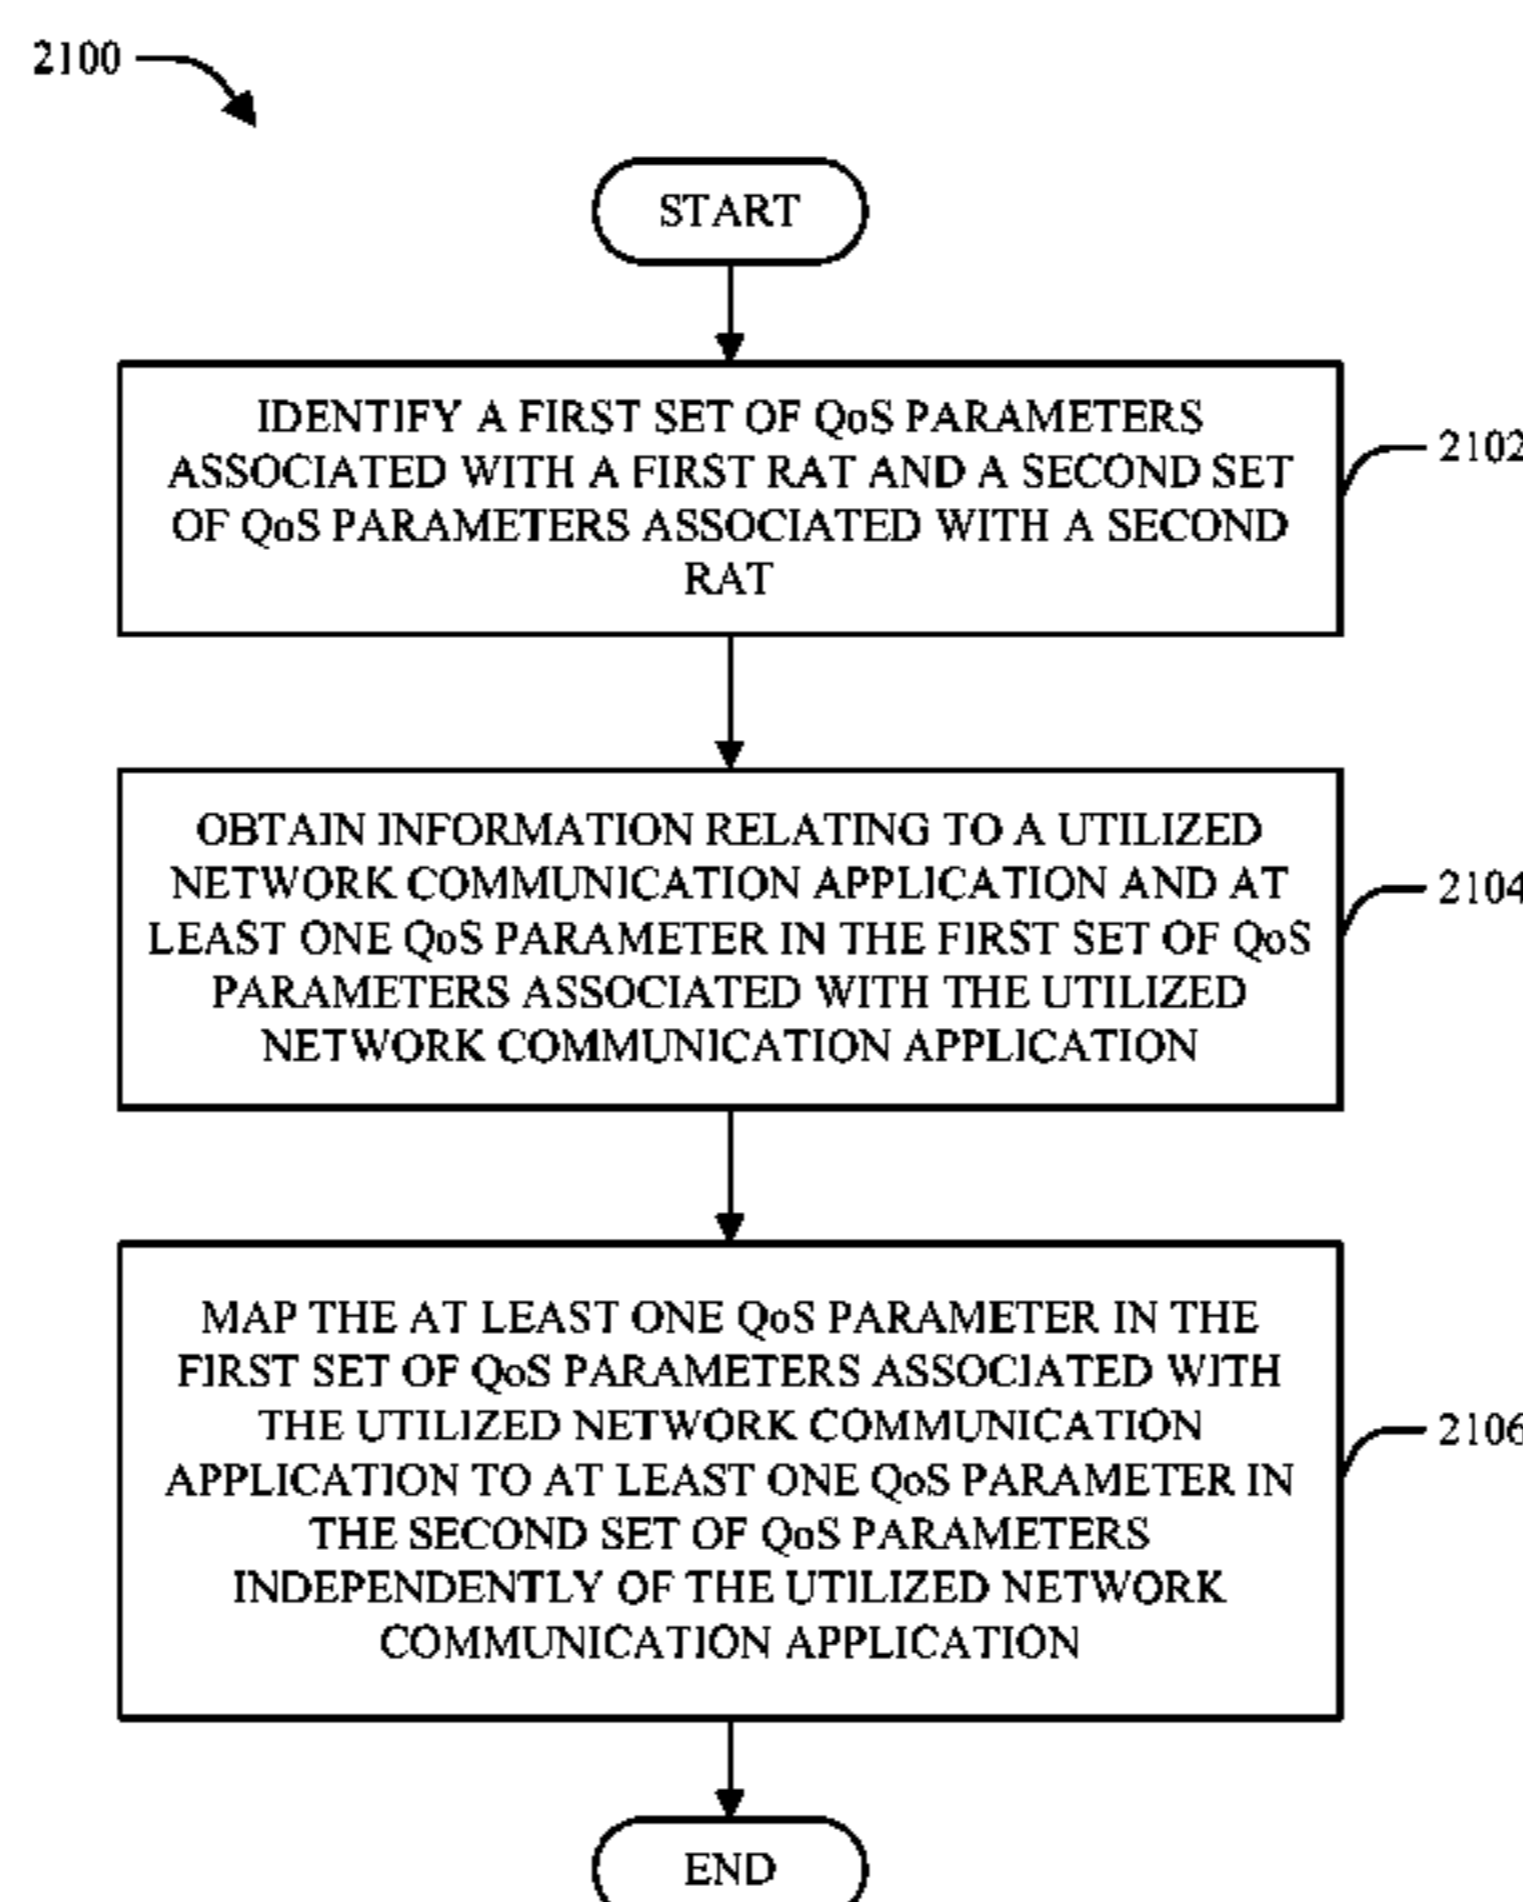 2100
START
IDENTIFY A FIRST SET OF QoS PARAMETERS
ASSOCIATED WITH A FIRST RAT AND A SECOND SET
OF QoS PARAMETERS ASSOCIATED WITH A SECOND
RAT
2102
OBTAIN INFORMATION RELATING TO A UTILIZED
NETWORK COMMUNICATION APPLICATION AND AT
LEAST ONE QoS PARAMETER IN THE FIRST SET OF QoS
PARAMETERS ASSOCIATED WITH THE UTILIZED
NETWORK COMMUNICATION APPLICATION
2104
MAP THE AT LEAST ONE QoS PARAMETER IN THE
FIRST SET OF QoS PARAMETERS ASSOCIATED WITH
THE UTILIZED NETWORK COMMUNICATION
APPLICATION TO AT LEAST ONE QoS PARAMETER IN
THE SECOND SET OF QoS PARAMETERS
INDEPENDENTLY OF THE UTILIZED NETWORK
COMMUNICATION APPLICATION
2106
END